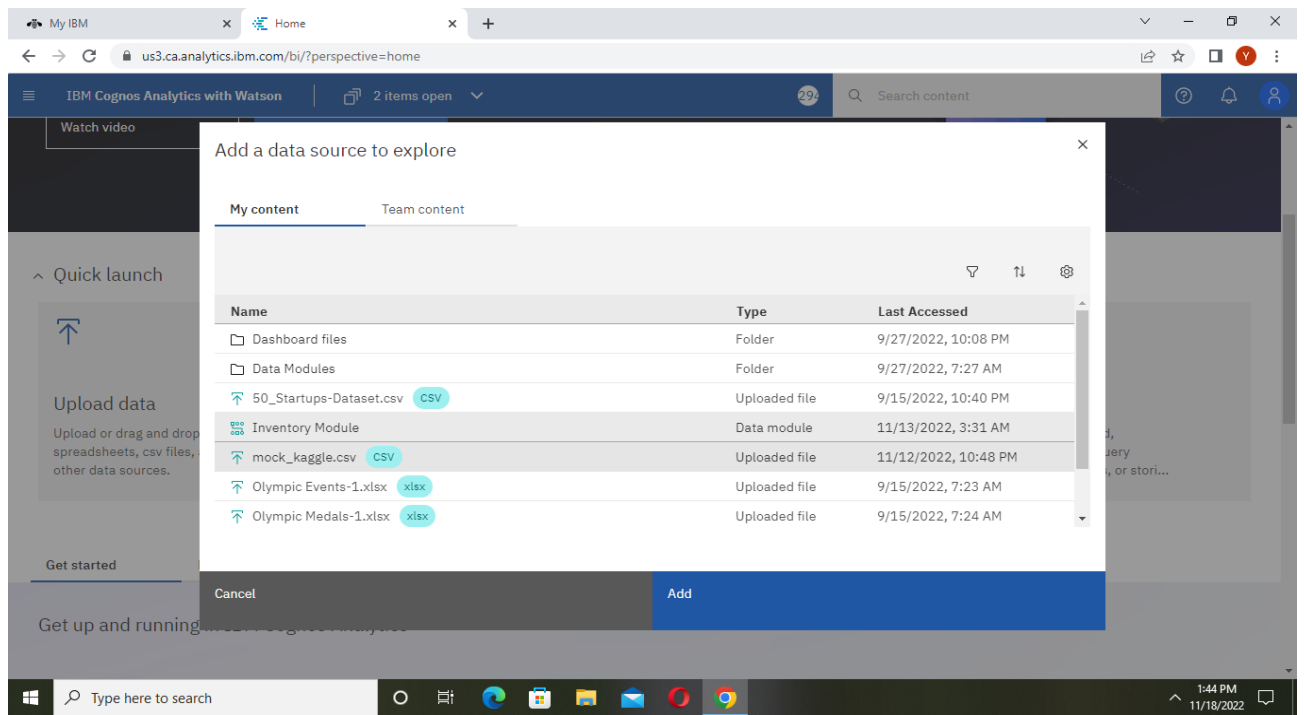 My IBM
Home
us3.ca.analytics.ibm.com/bi/?perspective=home
Y
IBM Cognos Analytics with Watson
2 items open
294
Search content
Watch video
Add a data source to explore
My content Team content
Quick launch
Name Type Last Accessed
Dashboard files Folder 9/27/2022, 10:08 PM
Data Modules Folder 9/27/2022, 7:27 AM
50_Startups-Dataset.csv CSV Uploaded file 9/15/2022, 10:40 PM
Inventory Module Data module 11/13/2022, 3:31 AM
mock_kaggle.csv CSV Uploaded file 11/12/2022, 10:48 PM
Olympic Events-1.xlsx xlsx Uploaded file 9/15/2022, 7:23 AM
Olympic Medals-1.xlsx xlsx Uploaded file 9/15/2022, 7:24 AM
Upload data
Upload or drag and drop
spreadsheets, csv files,
other data sources.
, or stori...
Get started
Cancel Add
Get up and running
Type here to search
1:44 PM
11/18/2022